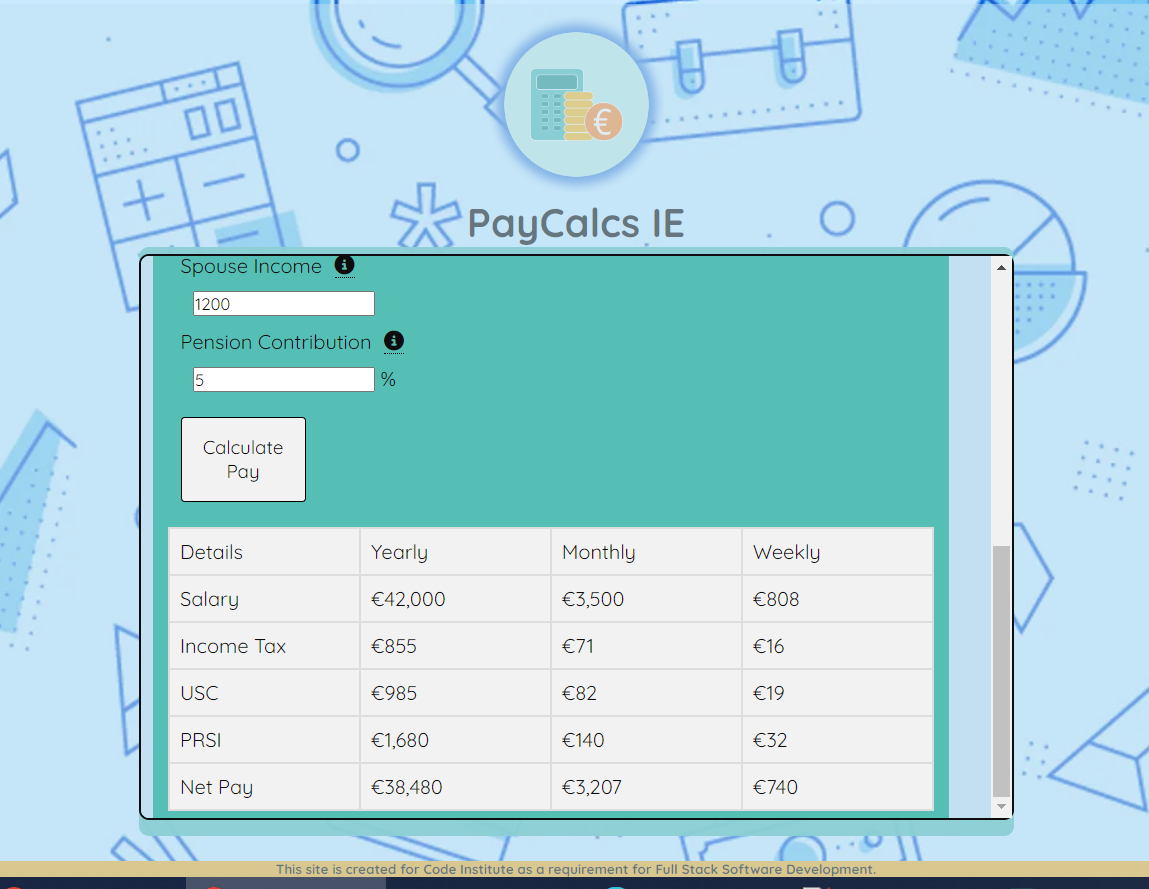 €
PayCalcs IE
Spouse Income
1200
Pension Contribution
5 %
Calculate
Pay
Details Yearly Monthly Weekly
Salary €42,000 €3,500 €808
Income Tax €855 €71 €16
USC €985 €82 €19
PRSI €1,680 €140 €32
Net Pay €38,480 €3,207 €740
This site is created for Code Institute as a requirement for Full Stack Software Development.